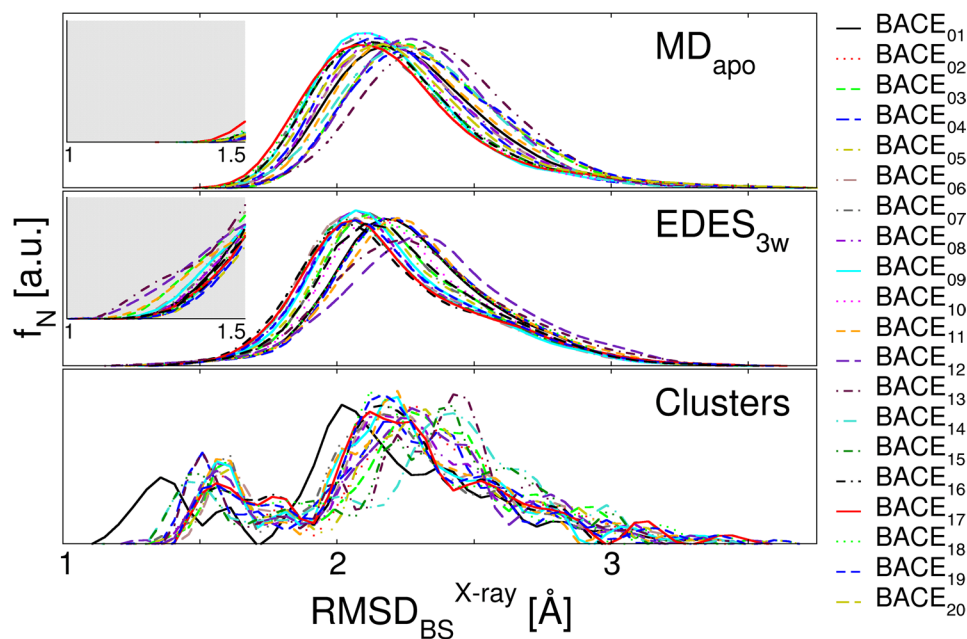 MD_apo
1 1.5
EDES_3w
1 1.5
Clusters
f_N [a.u.]
1 2 3
RMSD_BS^X-ray [Å]
BACE_01
BACE_02
BACE_03
BACE_04
BACE_05
BACE_06
BACE_07
BACE_08
BACE_09
BACE_10
BACE_11
BACE_12
BACE_13
BACE_14
BACE_15
BACE_16
BACE_17
BACE_18
BACE_19
BACE_20